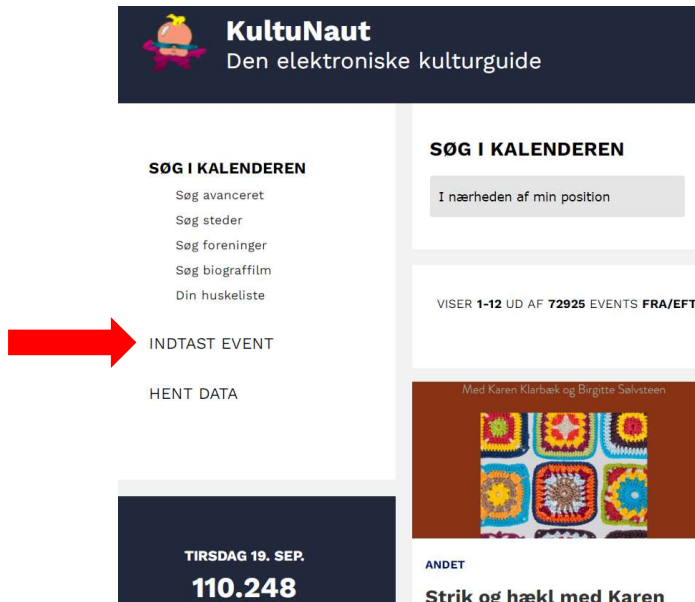 KultuNaut
Den elektroniske kulturguide
SØG I KALENDEREN
Søg avanceret
Søg steder
Søg foreninger
Søg biograffilm
Din huskeliste
INDTAST EVENT
HENT DATA
TIRSDAG 19. SEP.
110.248
SØG I KALENDEREN
I nærheden af min position
VISER 1-12 UD AF 72925 EVENTS FRA/EFT
Med Karen Klarbæk og Birgitte Sølvsteen
ANDET
Strik og hækl med Karen